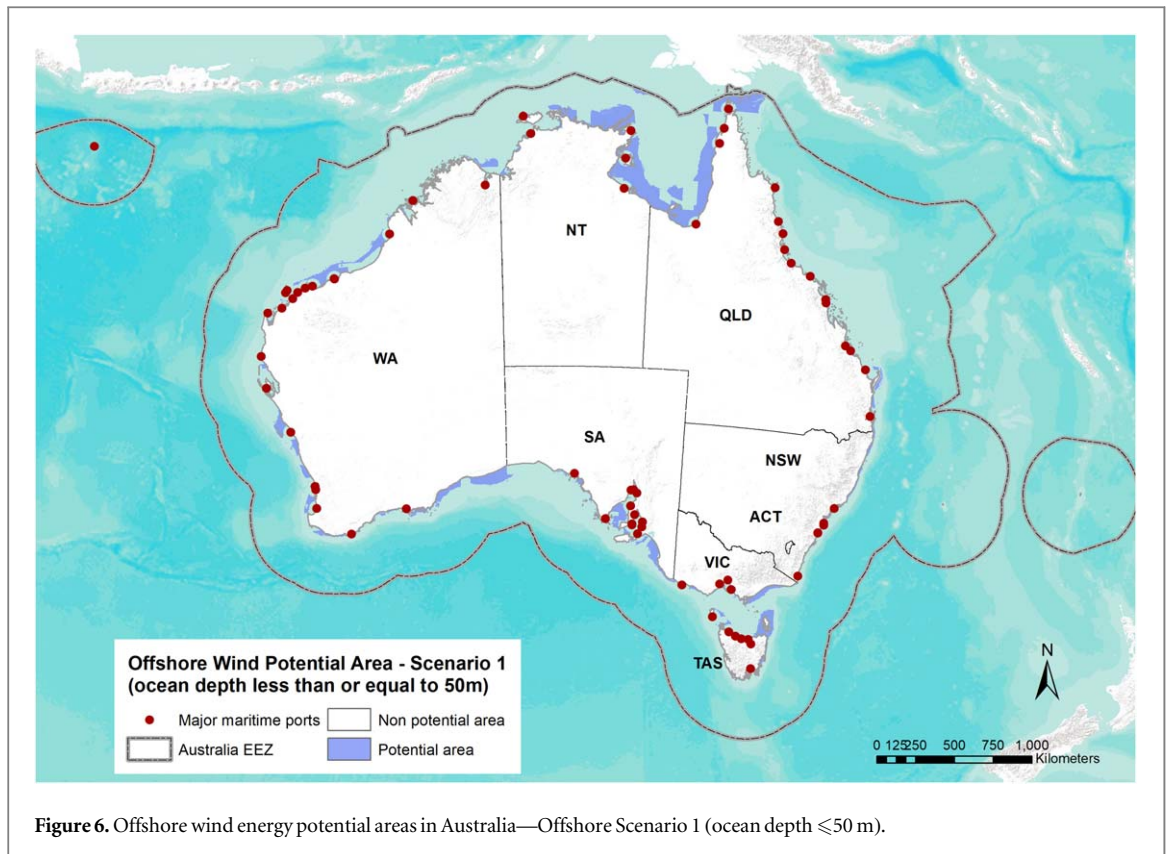 NT
QLD
WA
SA
NSW
ACT
VIC
TAS
N
Offshore Wind Potential Area - Scenario 1
(ocean depth less than or equal to 50m)
Major maritime ports
Non potential area
Australia EEZ
Potential area
0 125250 500 750 1,000
Kilometers
Figure 6. Offshore wind energy potential areas in Australia—Offshore Scenario 1 (ocean depth ⩽50 m).